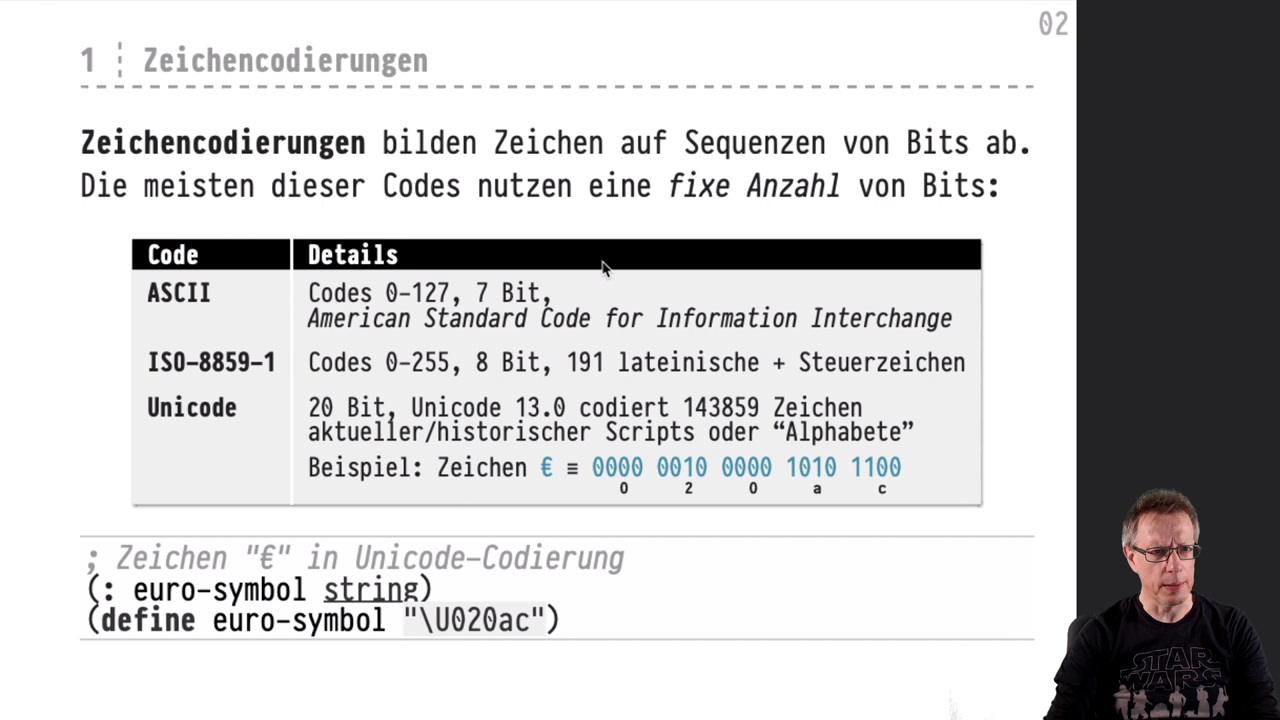 02
1 Zeichencodierungen
Zeichencodierungen bilden Zeichen auf Sequenzen von Bits ab.
Die meisten dieser Codes nutzen eine fixe Anzahl von Bits:
Code Details
ASCII Codes 0–127, 7 Bit,
American Standard Code for Information Interchange
ISO–8859–1 Codes 0–255, 8 Bit, 191 lateinische + Steuerzeichen
Unicode 20 Bit, Unicode 13.0 codiert 143859 Zeichen
aktueller/historischer Scripts oder “Alphabete”
Beispiel: Zeichen € ≡ 0000 0010 0000 1010 1100
0 2 0 a c
; Zeichen "€" in Unicode–Codierung
(: euro–symbol string)
(define euro–symbol "\U020ac")
STAR
WARS